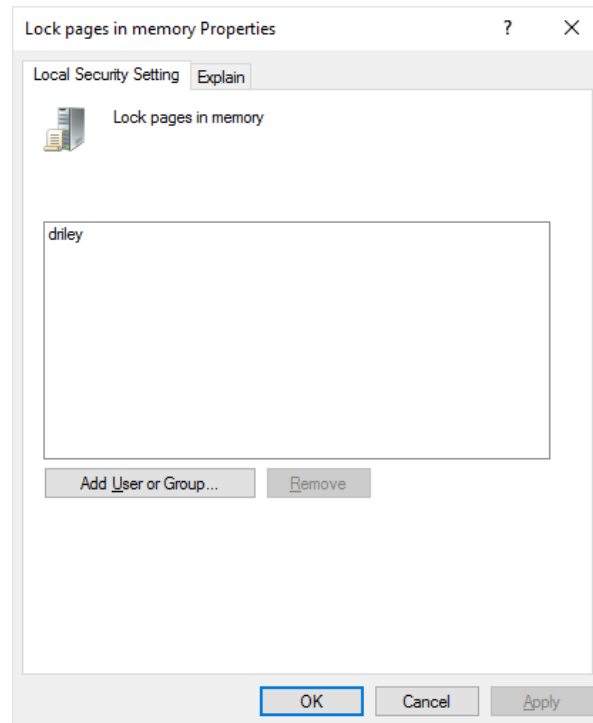 Lock pages in memory Properties
?
Local Security Setting
Explain
Lock pages in memory
driley
Add User or Group...
Remove
OK
Cancel
Apply